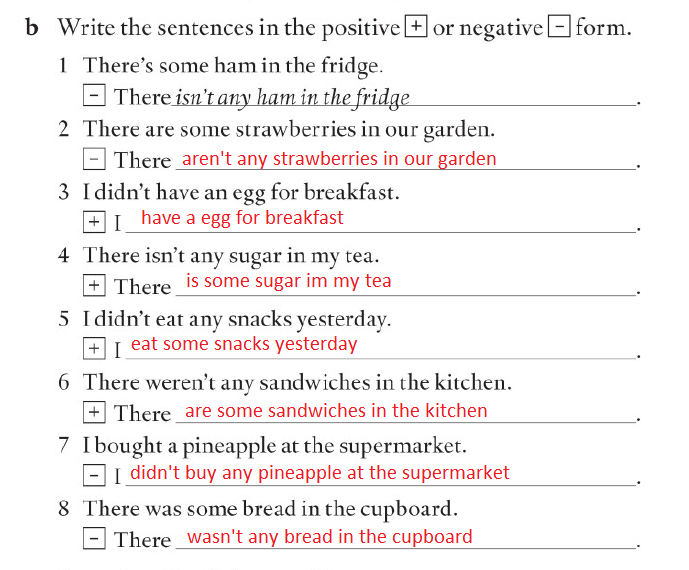 b Write the sentences in the positive + or negative - form.
1 There's some ham in the fridge.
- There isn't any ham in the fridge.
2 There are some strawberries in our garden.
- There aren't any strawberries in our garden.
3 I didn't have an egg for breakfast.
+ I have a egg for breakfast.
4 There isn't any sugar in my tea.
+ There is some sugar im my tea.
5 I didn't eat any snacks yesterday.
+ I eat some snacks yesterday.
6 There weren't any sandwiches in the kitchen.
+ There are some sandwiches in the kitchen.
7 I bought a pineapple at the supermarket.
- I didn't buy any pineapple at the supermarket.
8 There was some bread in the cupboard.
- There wasn't any bread in the cupboard.